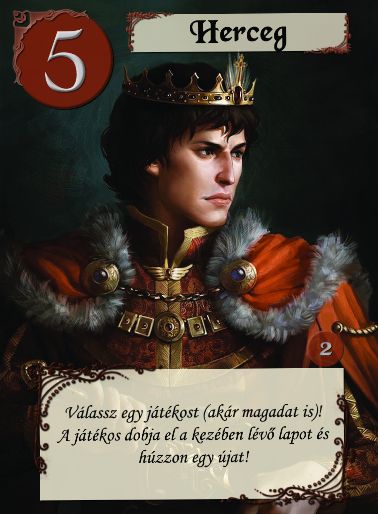 5
Herceg
2
Válassz egy játékost (akár magadat is)!
A játékos dobja el a kezében lévő lapot és
húzzon egy újat!